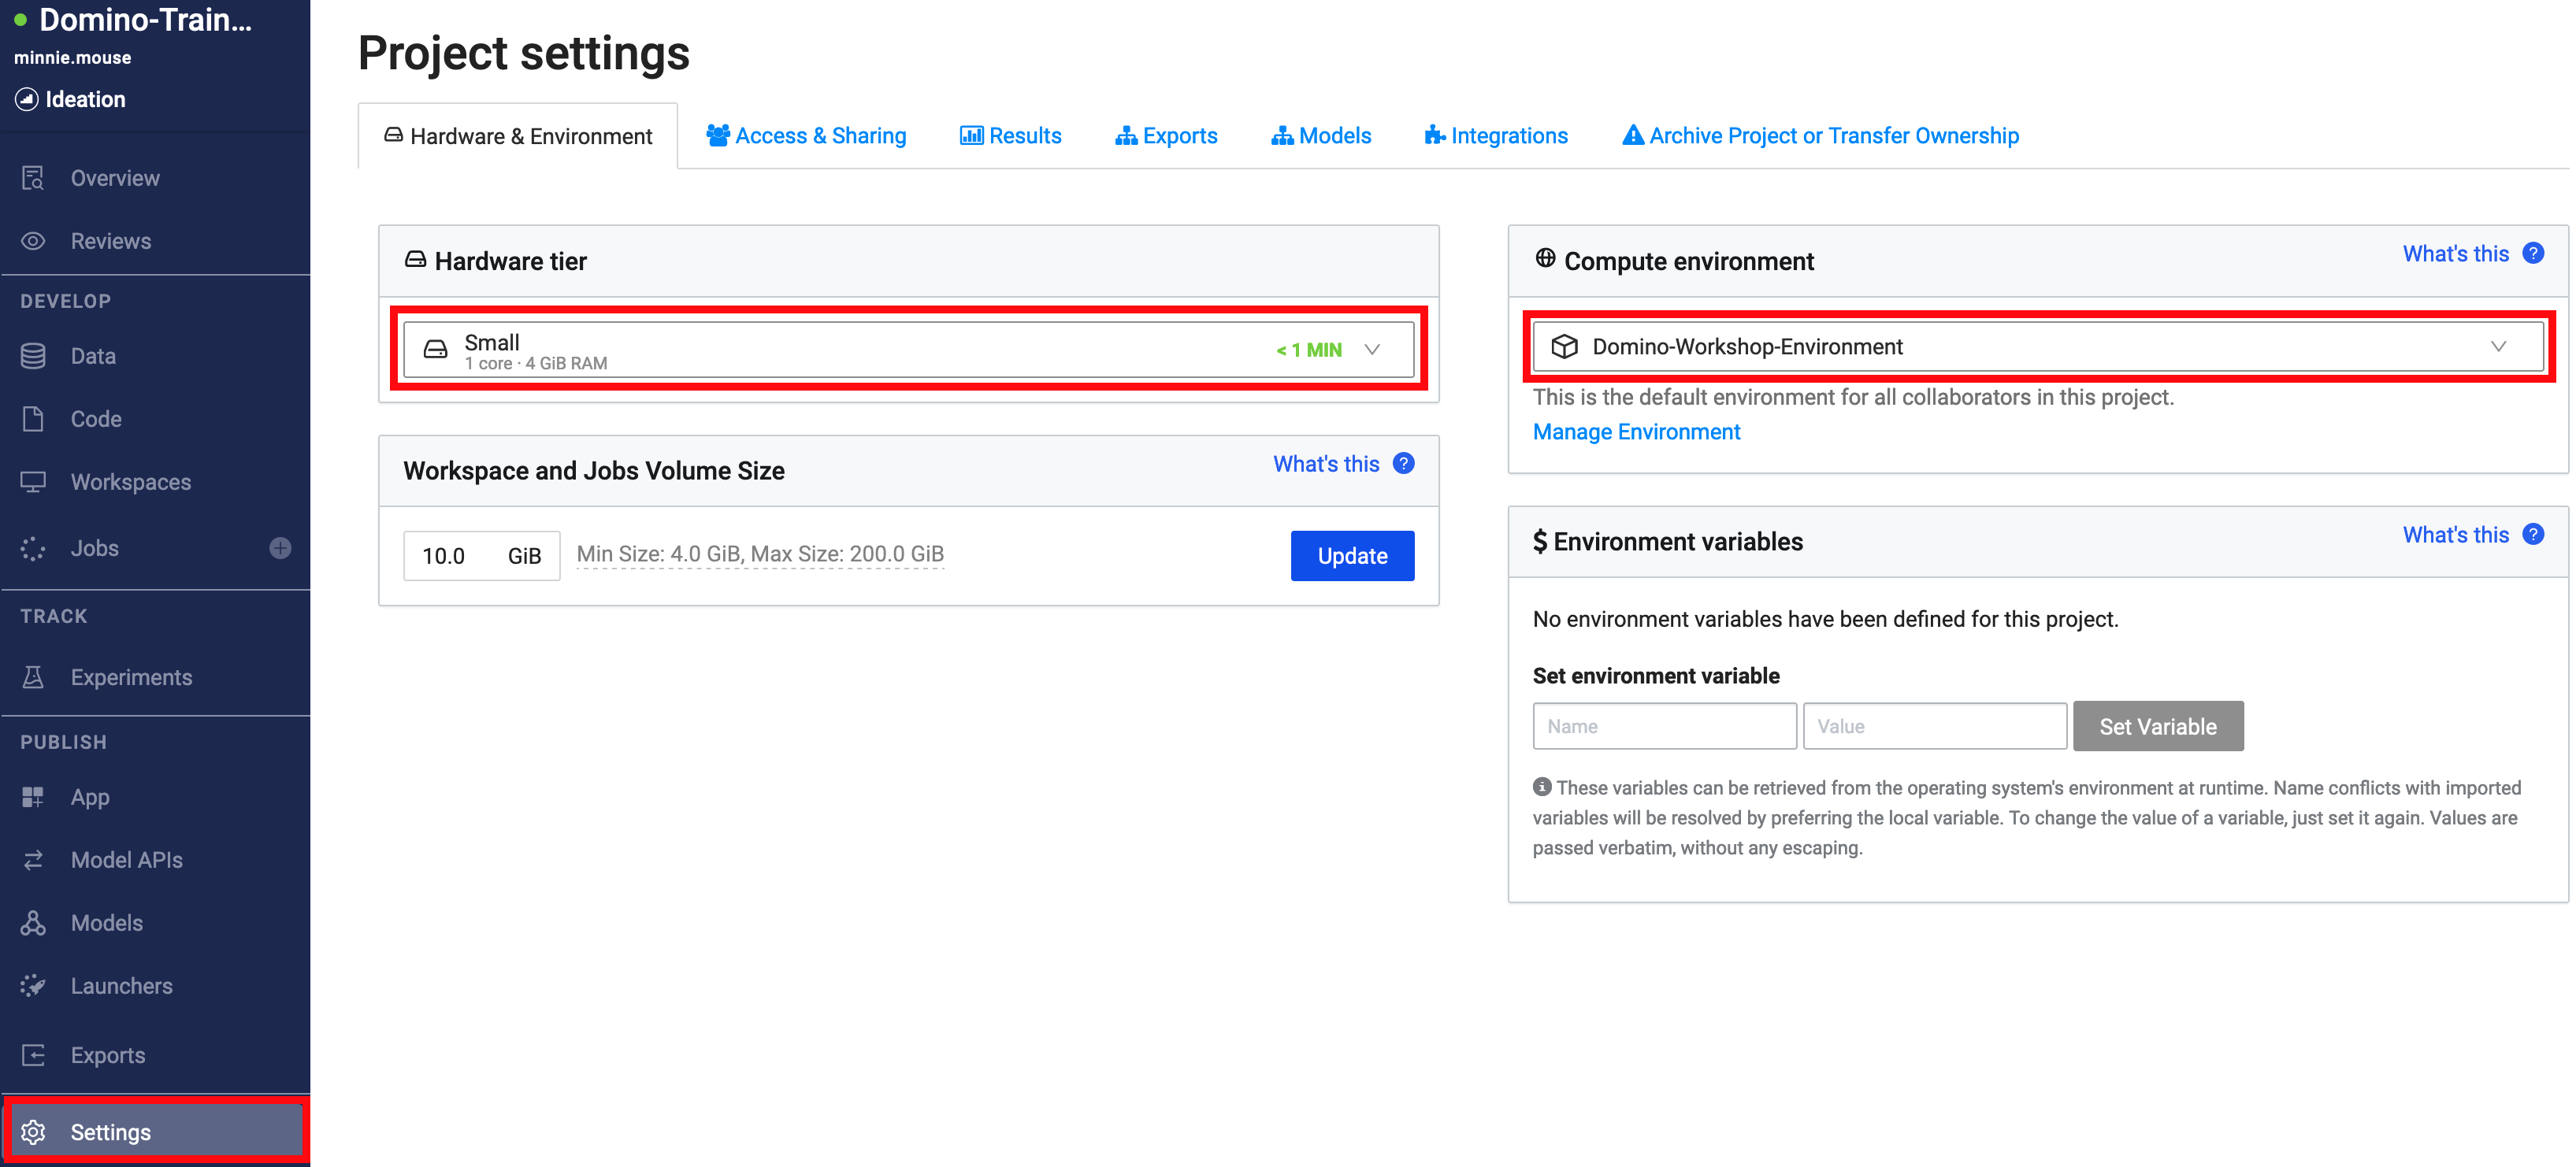 Domino-Train...
minnie.mouse
Ideation
Overview
Reviews
DEVELOP
Data
Code
Workspaces
Jobs
TRACK
Experiments
PUBLISH
App
Model APIs
Models
Launchers
Exports
Settings
Project settings
Hardware & Environment
Access & Sharing
Results
Exports
Models
Integrations
Archive Project or Transfer Ownership
Hardware tier
Small
1 core · 4 GiB RAM
< 1 MIN
Workspace and Jobs Volume Size
What's this ?
10.0 GiB
Min Size: 4.0 GiB, Max Size: 200.0 GiB
Update
Compute environment
What's this ?
Domino-Workshop-Environment
This is the default environment for all collaborators in this project.
Manage Environment
$ Environment variables
What's this ?
No environment variables have been defined for this project.
Set environment variable
Name
Value
Set Variable
These variables can be retrieved from the operating system's environment at runtime. Name conflicts with imported
variables will be resolved by preferring the local variable. To change the value of a variable, just set it again. Values are
passed verbatim, without any escaping.